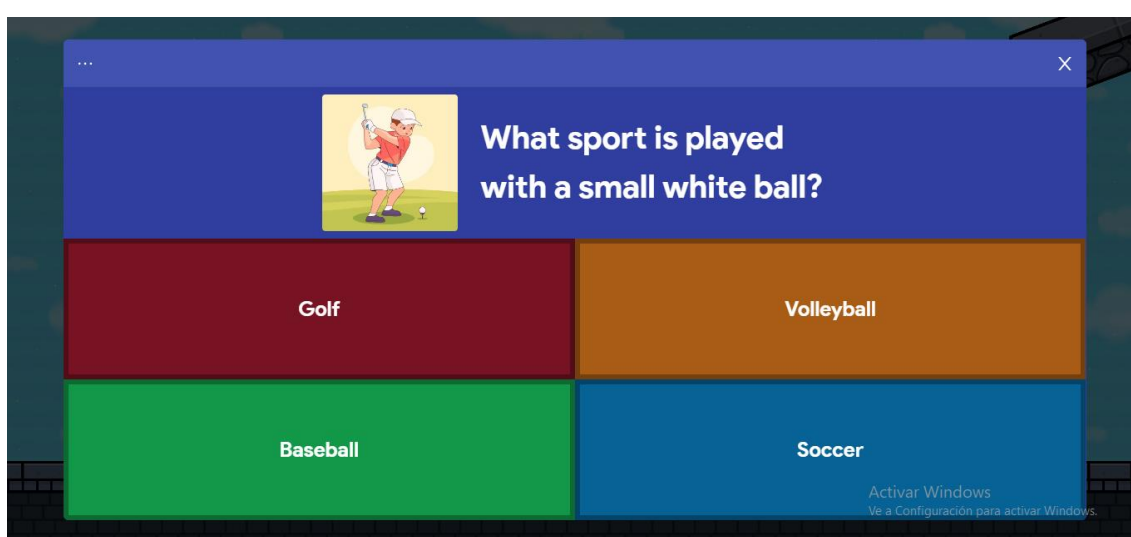 ...
X
What sport is played
with a small white ball?
Golf
Volleyball
Baseball
Soccer
Activar Windows
Ve a Configuración para activar Windows.